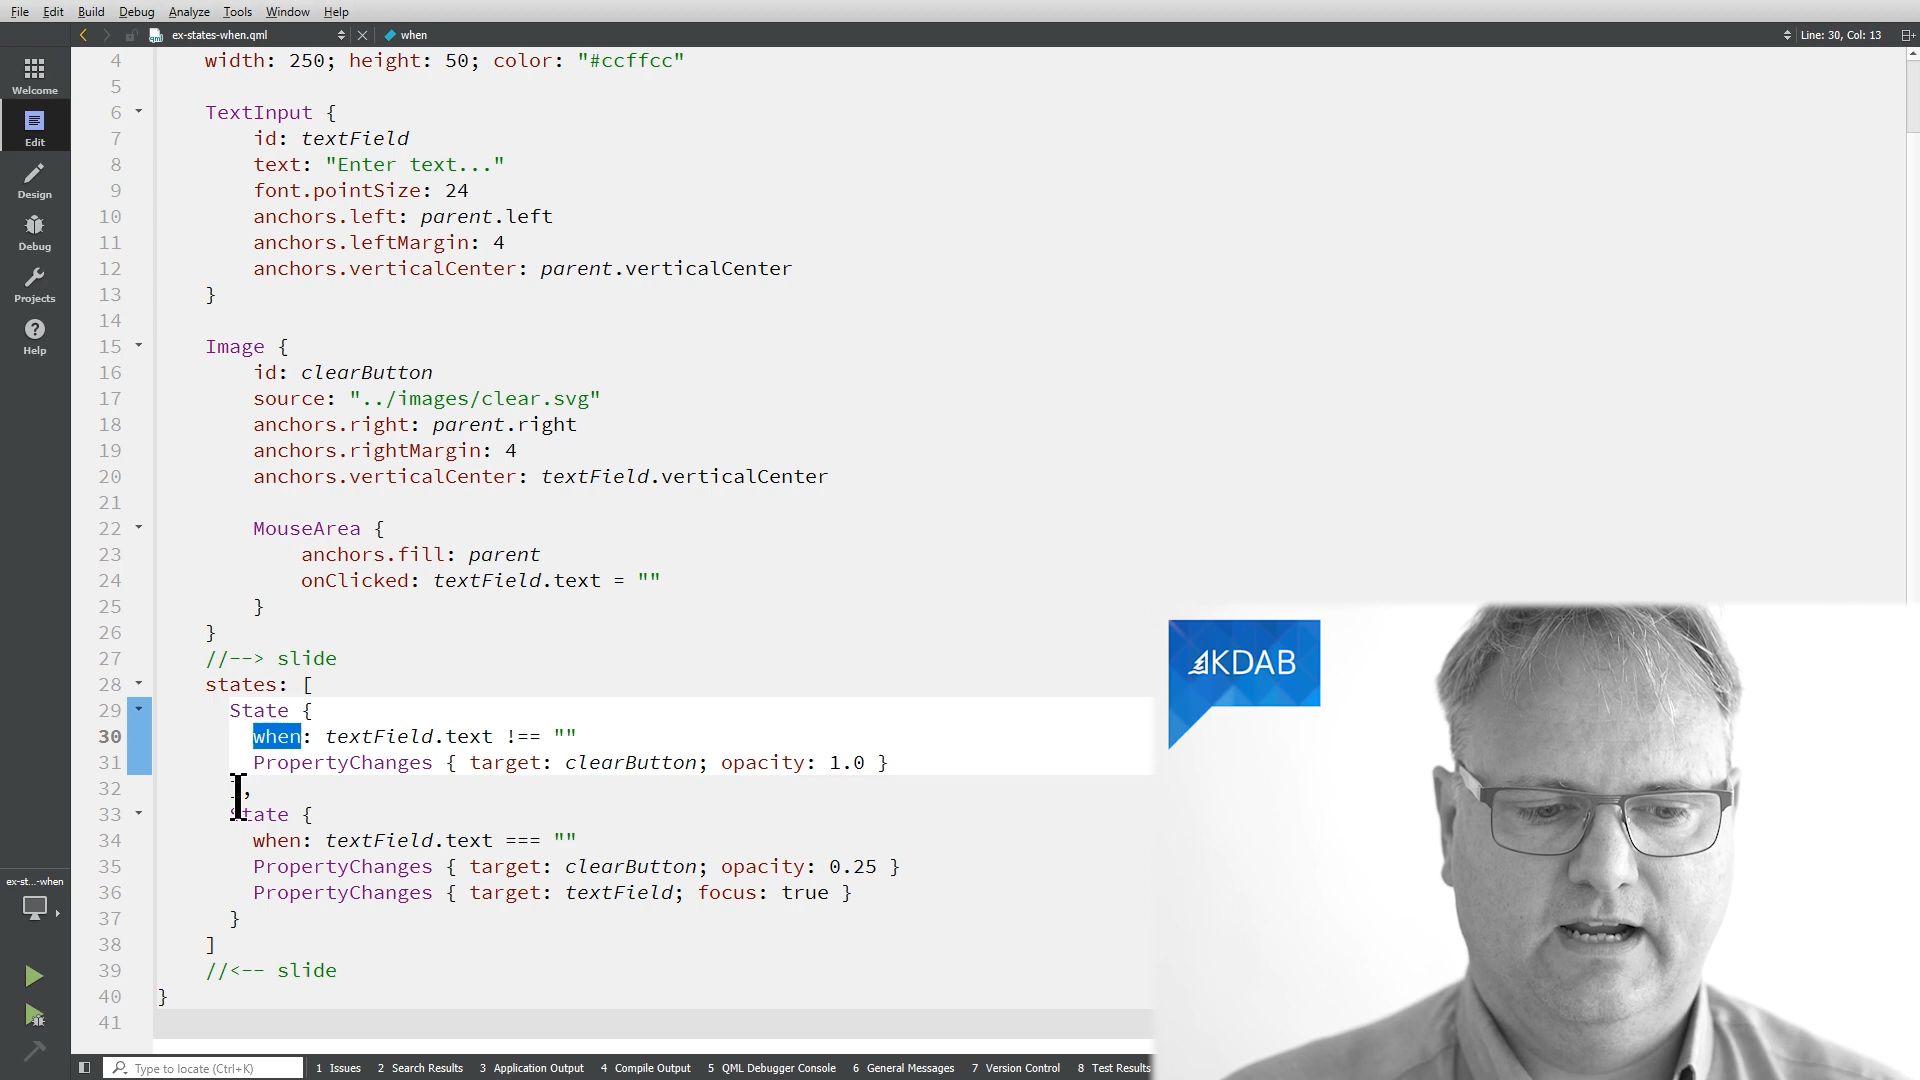 File Edit Build Debug Analyze Tools Window Help
ex-states-when.qml when Line: 30, Col: 13
Welcome
Edit
Design
Debug
Projects
Help
4 width: 250; height: 50; color: "#ccffcc"
5
6 TextInput {
7 id: textField
8 text: "Enter text..."
9 font.pointSize: 24
10 anchors.left: parent.left
11 anchors.leftMargin: 4
12 anchors.verticalCenter: parent.verticalCenter
13 }
14
15 Image {
16 id: clearButton
17 source: "../images/clear.svg"
18 anchors.right: parent.right
19 anchors.rightMargin: 4
20 anchors.verticalCenter: textField.verticalCenter
21
22 MouseArea {
23 anchors.fill: parent
24 onClicked: textField.text = ""
25 }
26 }
27 //--> slide
28 states: [
29 State {
30 when: textField.text !== ""
31 PropertyChanges { target: clearButton; opacity: 1.0 }
32 },
33 State {
34 when: textField.text === ""
35 PropertyChanges { target: clearButton; opacity: 0.25 }
36 PropertyChanges { target: textField; focus: true }
37 }
38 ]
39 //<-- slide
40 }
41
KDAB
ex-st...-when
Type to locate (Ctrl+K) 1 Issues 2 Search Results 3 Application Output 4 Compile Output 5 QML Debugger Console 6 General Messages 7 Version Control 8 Test Results